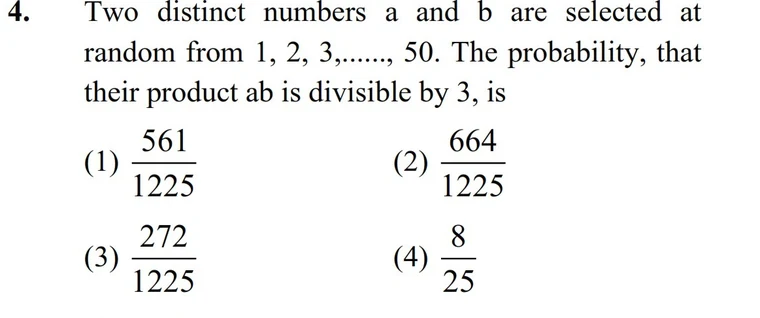 4. Two distinct numbers a and b are selected at
random from 1, 2, 3,......, 50. The probability, that
their product ab is divisible by 3, is
(1) 561/1225 (2) 664/1225
(3) 272/1225 (4) 8/25